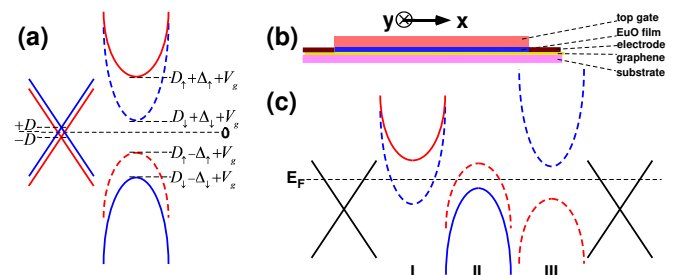 (a)
D↑+Δ↑+Vg
D↓+Δ↓+Vg
+D
−D
0
D↑−Δ↑+Vg
D↓−Δ↓+Vg
(b)
y x
top gate
EuO film
electrode
graphene
substrate
(c)
EF
I II III